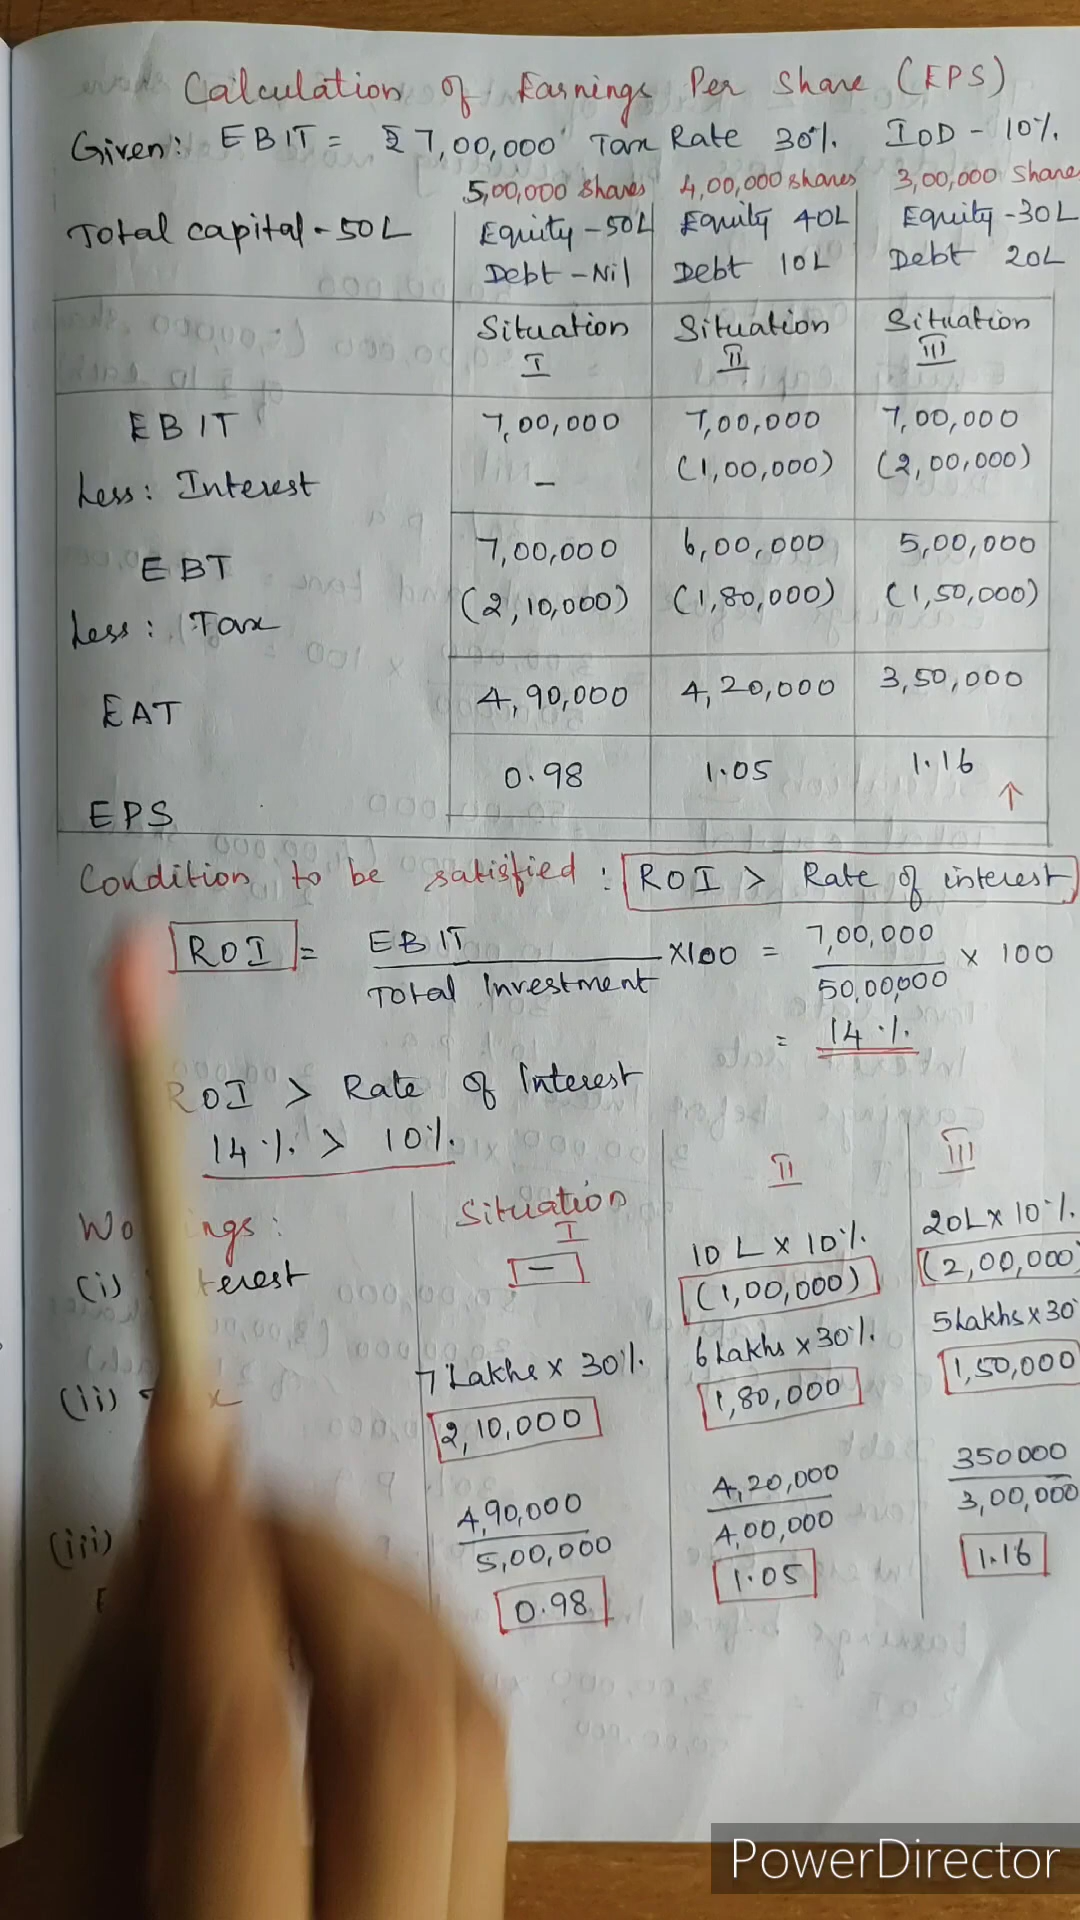 Calculation of Earnings Per Share (EPS)
Given: EBIT = ₹ 7,00,000 Tax Rate 30% IOD - 10%
5,00,000 shares 4,00,000 shares 3,00,000 Share
Total capital - 50L Equity - 50L Equity 40L Equity - 30L
Debt - Nil Debt 10L Debt 20L
Situation I Situation II Situation III
EBIT 7,00,000 7,00,000 7,00,000
Less: Interest - (1,00,000) (2,00,000)
EBT 7,00,000 6,00,000 5,00,000
Less: Tax (2,10,000) (1,80,000) (1,50,000)
EAT 4,90,000 4,20,000 3,50,000
EPS 0.98 1.05 1.16 ↑
Condition to be satisfied: ROI > Rate of interest
ROI = EBIT / Total Investment × 100 = 7,00,000 / 50,00,000 × 100
= 14%
ROI > Rate of Interest
14% > 10%
Situation I II III
(i) 20L × 10%
- 10 L × 10% (2,00,000)
(1,00,000)
(ii) 7 Lakhs × 30% 6 Lakhs × 30% 5 Lakhs × 30
2,10,000 1,80,000 1,50,000
(iii) 4,90,000 / 5,00,000 4,20,000 / 4,00,000 350000 / 3,00,000
0.98 1.05 1.16
PowerDirector